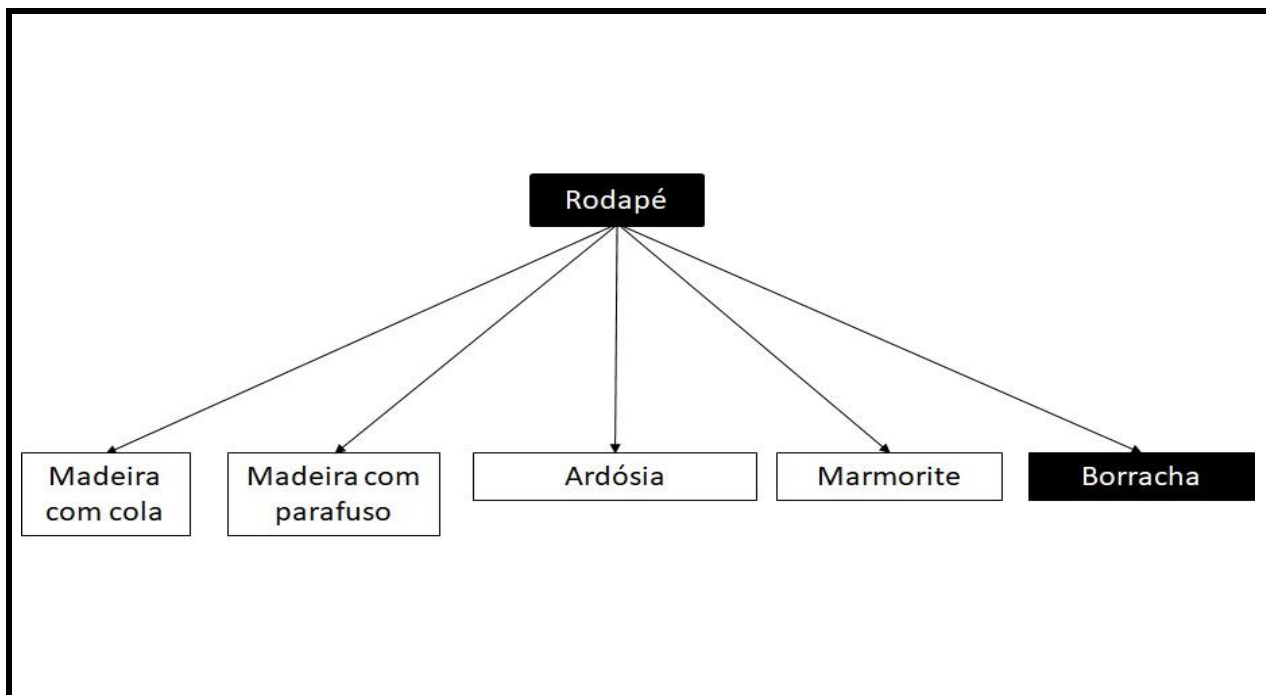 Rodapé
Madeira
com cola
Madeira com
parafuso
Ardósia
Marmorite
Borracha